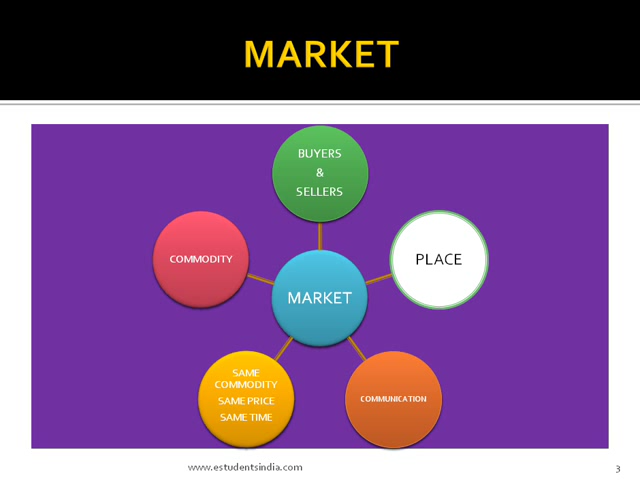 MARKET
BUYERS
&
SELLERS
COMMODITY
PLACE
MARKET
SAME
COMMODITY
SAME PRICE
SAME TIME
COMMUNICATION
www.estudentsindia.com
3